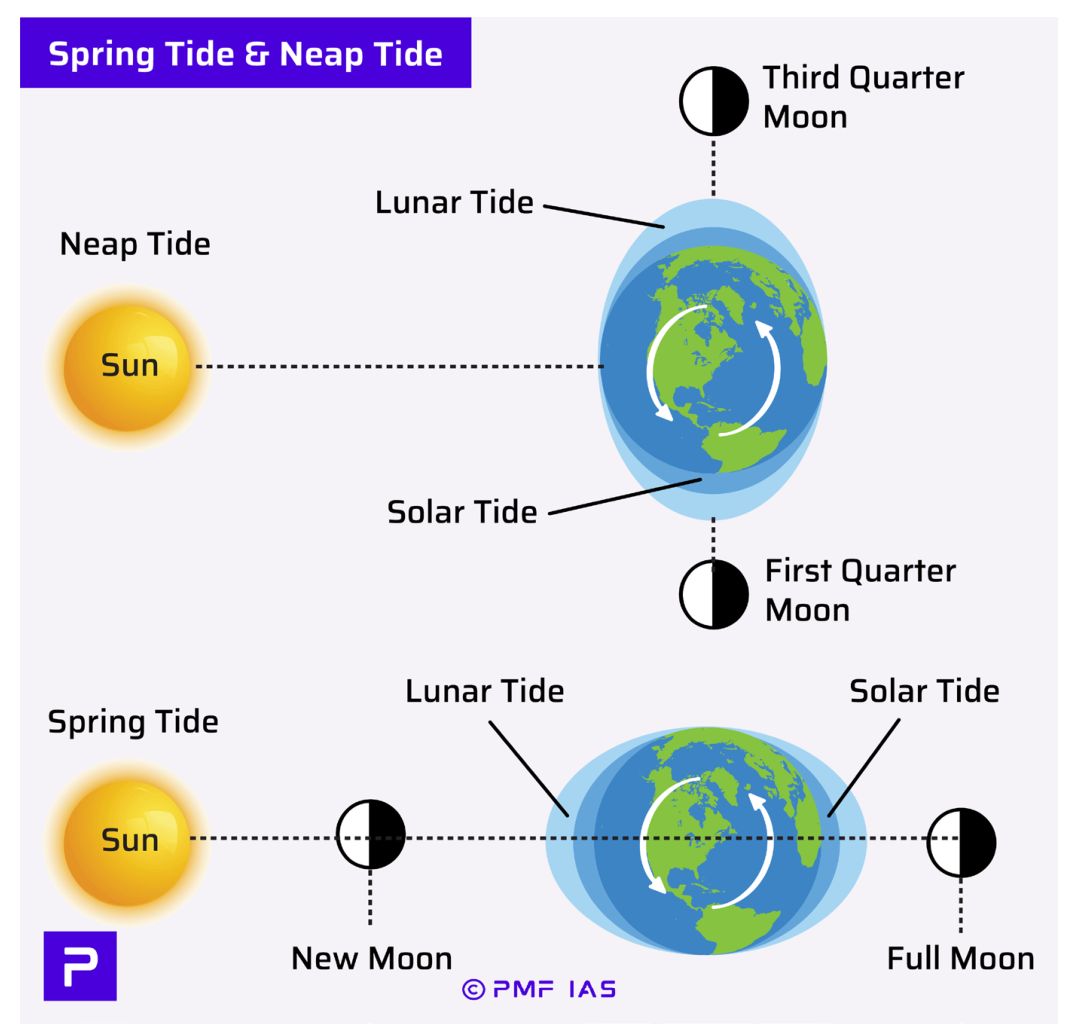 Spring Tide & Neap Tide
Third Quarter
Moon
Lunar Tide
Neap Tide
Sun
Solar Tide
First Quarter
Moon
Lunar Tide
Solar Tide
Spring Tide
Sun
New Moon
Full Moon
P
© PMF IAS